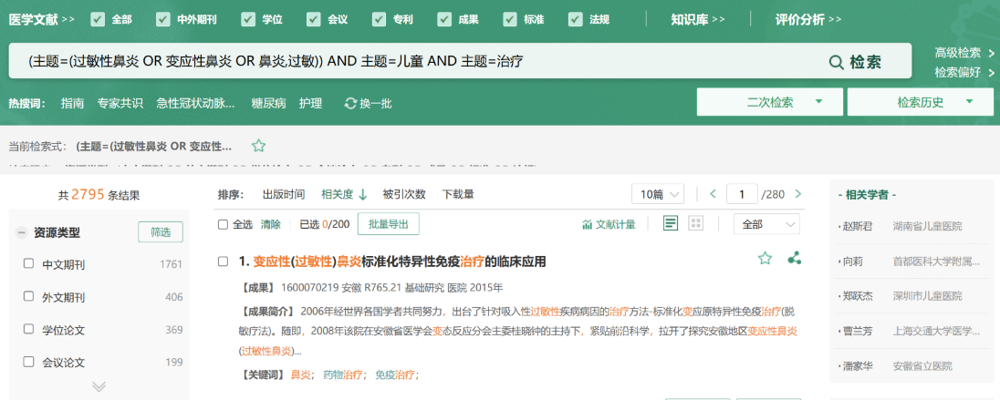 医学文献 >> 全部 中外期刊 学位 会议 专利 成果 标准 法规 知识库 >> 评价分析 >>
(主题=(过敏性鼻炎 OR 变应性鼻炎 OR 鼻炎,过敏)) AND 主题=儿童 AND 主题=治疗 检索
高级检索 >
检索偏好 >
热搜词： 指南 专家共识 急性冠状动脉... 糖尿病 护理 换一批
二次检索 检索历史
当前检索式： (主题=(过敏性鼻炎 OR 变应性...
共 2795 条结果
资源类型 筛选
中文期刊 1761
外文期刊 406
学位论文 369
会议论文 199
排序： 出版时间 相关度 被引次数 下载量 10篇 1 /280
全选 清除 已选 0/200 批量导出 文献计量 全部
1. 变应性(过敏性)鼻炎标准化特异性免疫治疗的临床应用
【成果】 1600070219 安徽 R765.21 基础研究 医院 2015年
【成果简介】 2006年经世界各国学者共同努力，出台了针对吸入性过敏性疾病病因的治疗方法-标准化变应原特异性免疫治疗(脱
敏疗法)。随即，2008年该院在安徽省医学会变态反应分会主委桂晓钟的主持下，紧贴前沿科学，拉开了探究安徽地区变应性鼻炎
(过敏性鼻炎)...
【关键词】 鼻炎； 药物治疗； 免疫治疗；
- 相关学者 -
赵斯君 湖南省儿童医院
向莉 首都医科大学附属...
郑跃杰 深圳市儿童医院
曹兰芳 上海交通大学医学...
潘家华 安徽省立医院